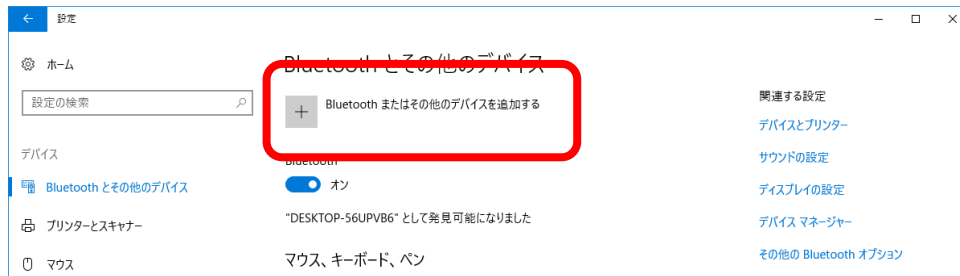 設定
ホーム
設定の検索
デバイス
Bluetooth とその他のデバイス
プリンターとスキャナー
マウス
Bluetooth とその他のデバイス
Bluetooth またはその他のデバイスを追加する
Bluetooth
オン
"DESKTOP-56UPVB6" として発見可能になりました
マウス、キーボード、ペン
関連する設定
デバイスとプリンター
サウンドの設定
ディスプレイの設定
デバイス マネージャー
その他の Bluetooth オプション